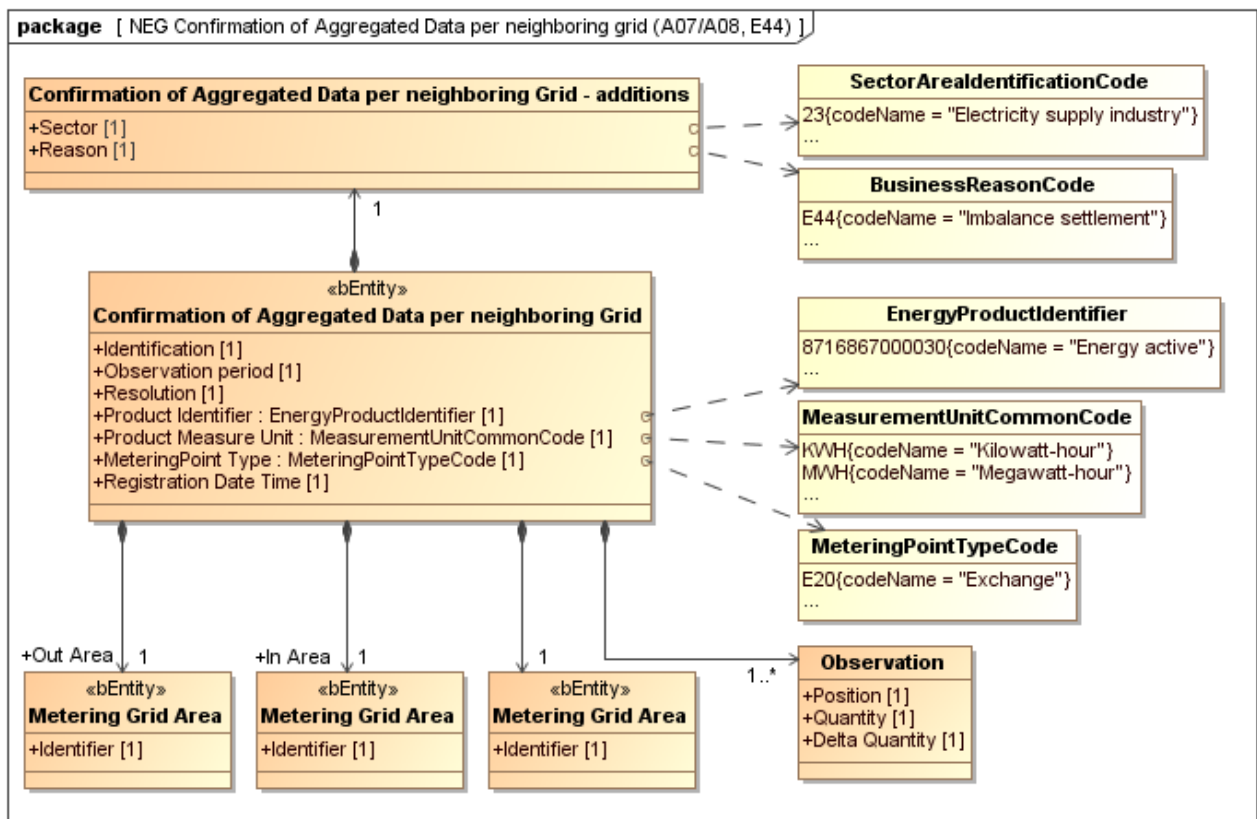 package [ NEG Confirmation of Aggregated Data per neighboring grid (A07/A08, E44) ]
Confirmation of Aggregated Data per neighboring Grid - additions
+Sector [1]
+Reason [1]
SectorAreaIdentificationCode
23{codeName = "Electricity supply industry"}
...
BusinessReasonCode
E44{codeName = "Imbalance settlement"}
...
1
«bEntity»
Confirmation of Aggregated Data per neighboring Grid
+Identification [1]
+Observation period [1]
+Resolution [1]
+Product Identifier : EnergyProductIdentifier [1]
+Product Measure Unit : MeasurementUnitCommonCode [1]
+MeteringPoint Type : MeteringPointTypeCode [1]
+Registration Date Time [1]
EnergyProductIdentifier
8716867000030{codeName = "Energy active"}
...
MeasurementUnitCommonCode
KWH{codeName = "Kilowatt-hour"}
MWH{codeName = "Megawatt-hour"}
...
MeteringPointTypeCode
E20{codeName = "Exchange"}
...
+Out Area 1
+In Area 1
1
1..*
«bEntity»
Metering Grid Area
+Identifier [1]
«bEntity»
Metering Grid Area
+Identifier [1]
«bEntity»
Metering Grid Area
+Identifier [1]
Observation
+Position [1]
+Quantity [1]
+Delta Quantity [1]